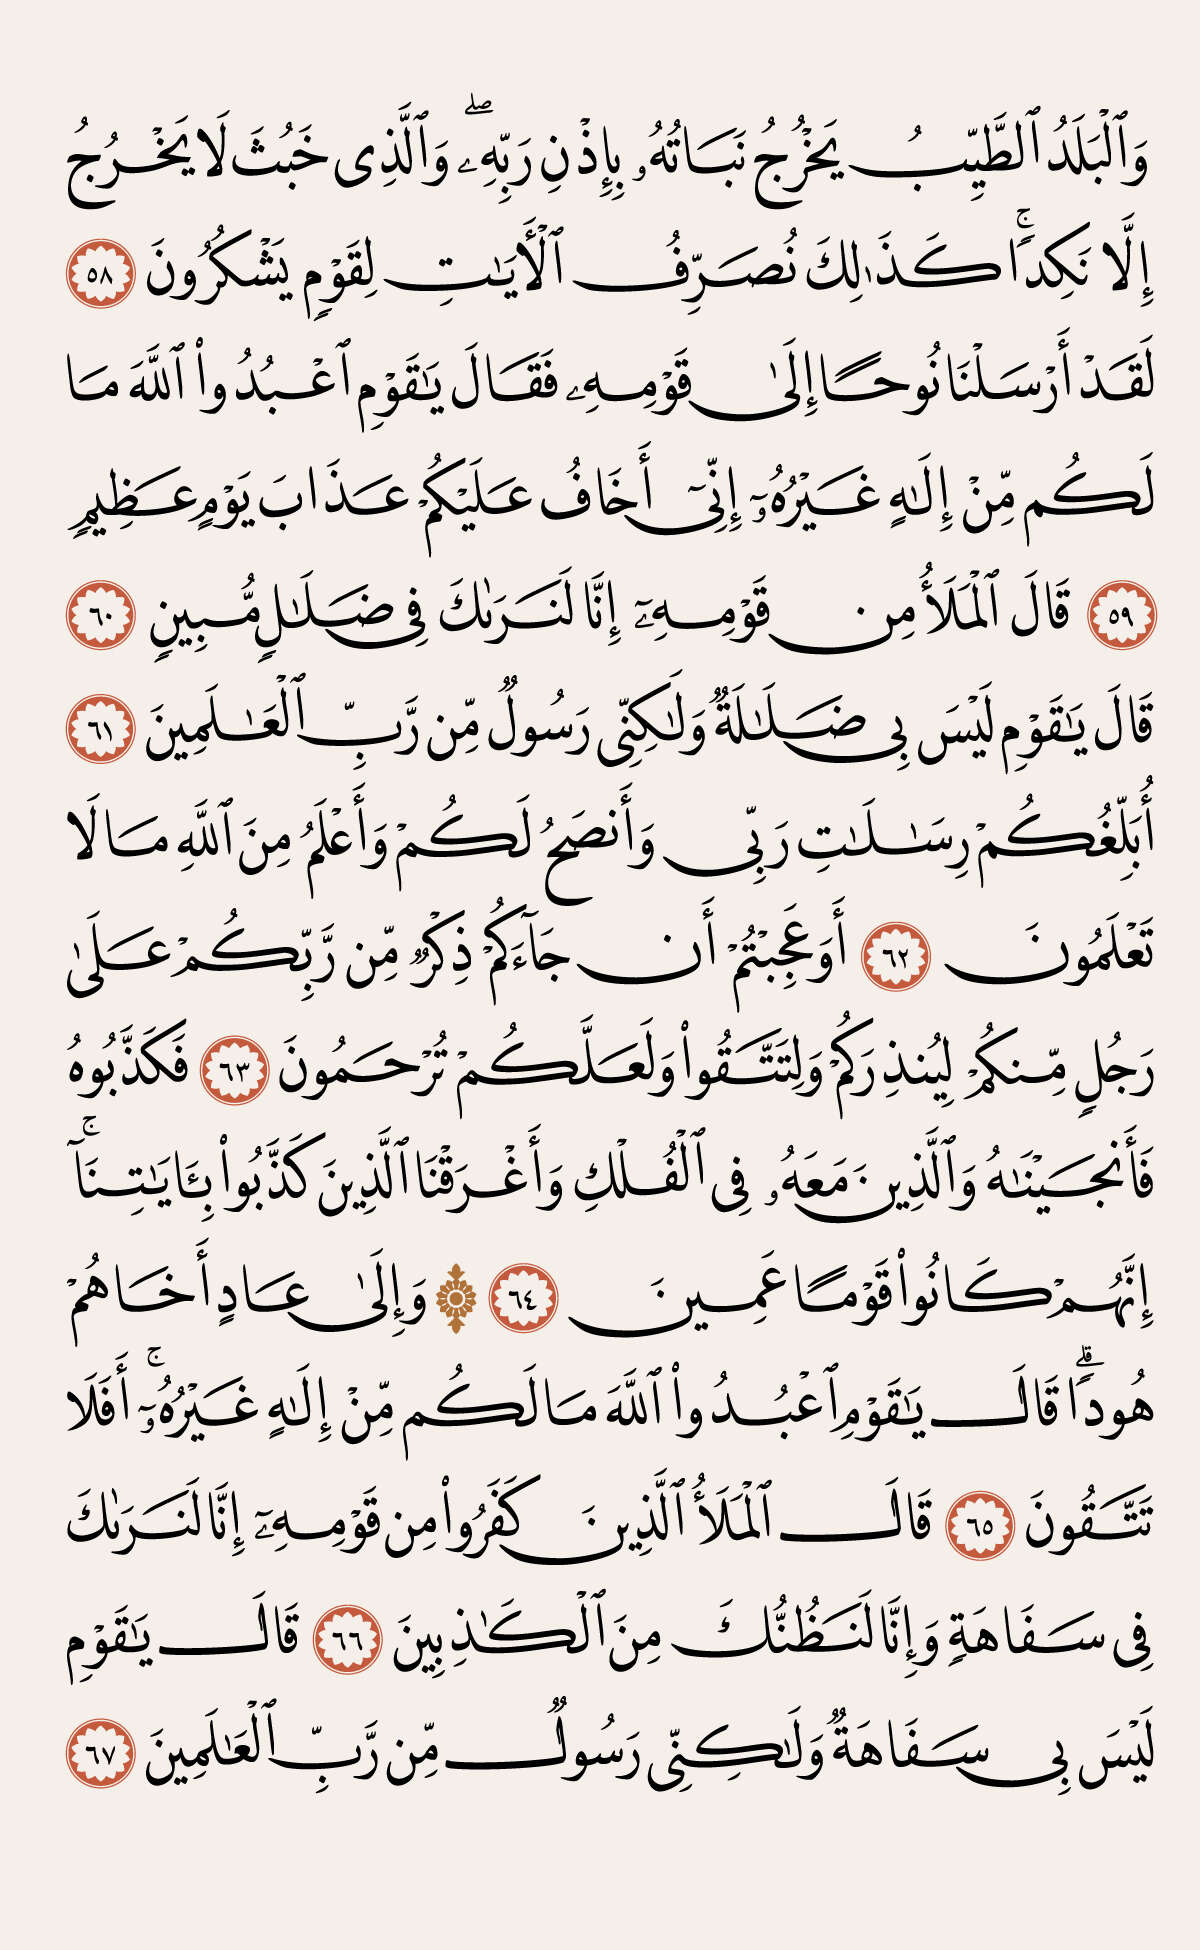 وَٱلْبَلَدُ ٱلطَّيِّبُ يَخْرُجُ نَبَاتُهُۥ بِإِذْنِ رَبِّهِۦۖ وَٱلَّذِى خَبُثَ لَا يَخْرُجُ
إِلَّا نَكِدًاۚ كَذَٰلِكَ نُصَرِّفُ ٱلْأَيَٰتِ لِقَوْمٍ يَشْكُرُونَ ٥٨
لَقَدْ أَرْسَلْنَا نُوحًا إِلَىٰ قَوْمِهِۦ فَقَالَ يَٰقَوْمِ ٱعْبُدُوا۟ ٱللَّهَ مَا
لَكُم مِّنْ إِلَٰهٍ غَيْرُهُۥٓ إِنِّىٓ أَخَافُ عَلَيْكُمْ عَذَابَ يَوْمٍ عَظِيمٍ
٥٩ قَالَ ٱلْمَلَأُ مِن قَوْمِهِۦٓ إِنَّا لَنَرَىٰكَ فِى ضَلَٰلٍ مُّبِينٍ ٦٠
قَالَ يَٰقَوْمِ لَيْسَ بِى ضَلَٰلَةٌ وَلَٰكِنِّى رَسُولٌ مِّن رَّبِّ ٱلْعَٰلَمِينَ ٦١
أُبَلِّغُكُمْ رِسَٰلَٰتِ رَبِّى وَأَنصَحُ لَكُمْ وَأَعْلَمُ مِنَ ٱللَّهِ مَا لَا
تَعْلَمُونَ ٦٢ أَوَعَجِبْتُمْ أَن جَآءَكُمْ ذِكْرٌ مِّن رَّبِّكُمْ عَلَىٰ
رَجُلٍ مِّنكُمْ لِيُنذِرَكُمْ وَلِتَتَّقُوا۟ وَلَعَلَّكُمْ تُرْحَمُونَ ٦٣ فَكَذَّبُوهُ
فَأَنجَيْنَٰهُ وَٱلَّذِينَ مَعَهُۥ فِى ٱلْفُلْكِ وَأَغْرَقْنَا ٱلَّذِينَ كَذَّبُوا۟ بِـَٔايَٰتِنَآۚ
إِنَّهُمْ كَانُوا۟ قَوْمًا عَمِينَ ٦٤ ۞ وَإِلَىٰ عَادٍ أَخَاهُمْ
هُودًاۗ قَالَ يَٰقَوْمِ ٱعْبُدُوا۟ ٱللَّهَ مَا لَكُم مِّنْ إِلَٰهٍ غَيْرُهُۥٓۚ أَفَلَا
تَتَّقُونَ ٦٥ قَالَ ٱلْمَلَأُ ٱلَّذِينَ كَفَرُوا۟ مِن قَوْمِهِۦٓ إِنَّا لَنَرَىٰكَ
فِى سَفَاهَةٍ وَإِنَّا لَنَظُنُّكَ مِنَ ٱلْكَٰذِبِينَ ٦٦ قَالَ يَٰقَوْمِ
لَيْسَ بِى سَفَاهَةٌ وَلَٰكِنِّى رَسُولٌ مِّن رَّبِّ ٱلْعَٰلَمِينَ ٦٧